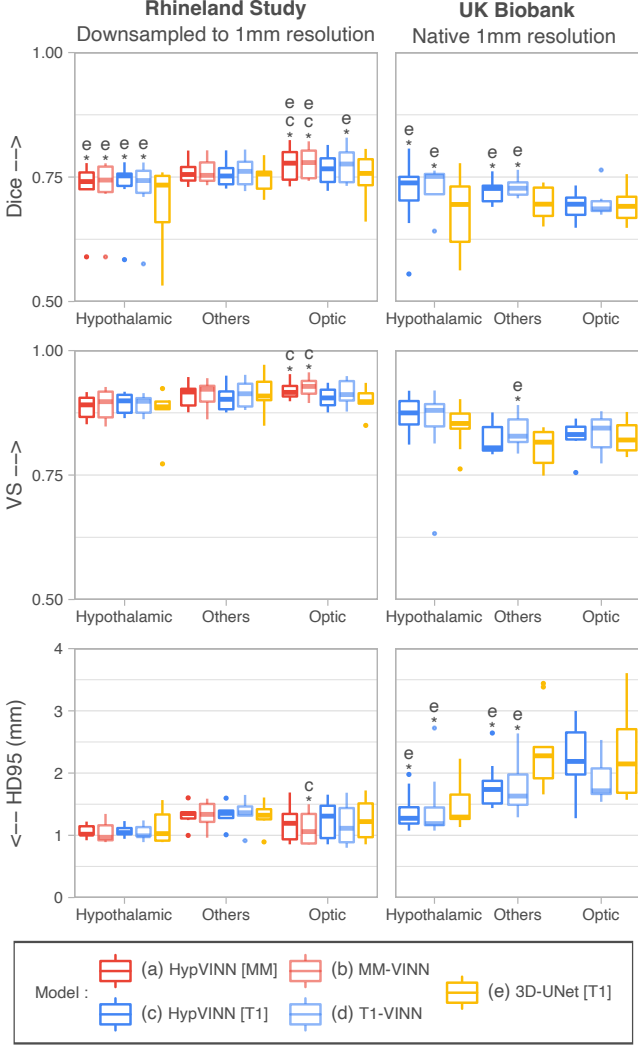 Rhineland Study
Downsampled to 1mm resolution
UK Biobank
Native 1mm resolution
Dice --->
1.00
0.75
0.50
e e e e
* * * *
e e
c c e
* * *
e e
* *
e e
* *
Hypothalamic Others Optic
Hypothalamic Others Optic
VS --->
1.00
0.75
0.50
c c
* *
e
*
Hypothalamic Others Optic
Hypothalamic Others Optic
<--- HD95 (mm)
4
3
2
1
0
c
*
e e
* *
e e
* *
Hypothalamic Others Optic
Hypothalamic Others Optic
Model :
(a) HypVINN [MM] (b) MM-VINN
(e) 3D-UNet [T1]
(c) HypVINN [T1] (d) T1-VINN